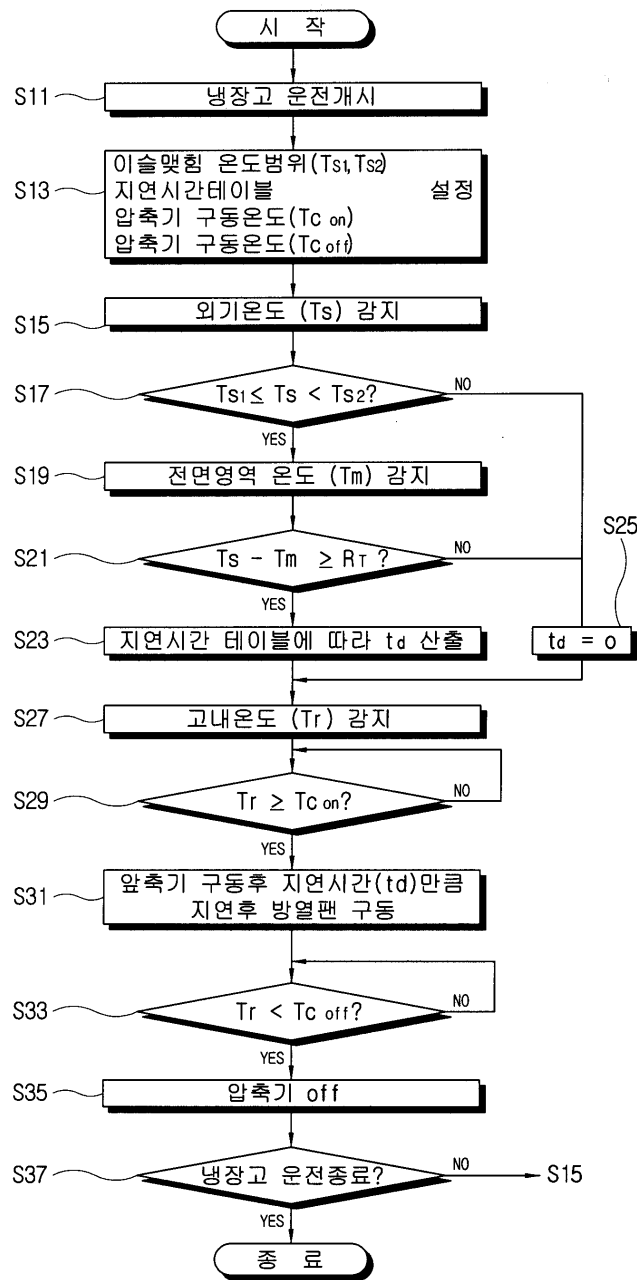 시 작
S11
냉장고 운전개시
S13
이슬맺힘 온도범위(TS1,TS2)
지연시간테이블 설정
압축기 구동온도(Tc on)
압축기 구동온도(Tc off)
S15
외기온도 (Ts) 감지
S17
Ts1 ≤ Ts < Ts2?
NO
YES
S19
전면영역 온도 (Tm) 감지
S25
S21
Ts - Tm ≥ RT ?
NO
YES
S23
지연시간 테이블에 따라 td 산출
td = 0
S27
고내온도 (Tr) 감지
S29
Tr ≥ Tc on?
NO
YES
S31
앞축기 구동후 지연시간(td)만큼
지연후 방열팬 구동
S33
Tr < Tc off?
NO
YES
S35
압축기 off
S37
냉장고 운전종료?
NO
S15
YES
종 료